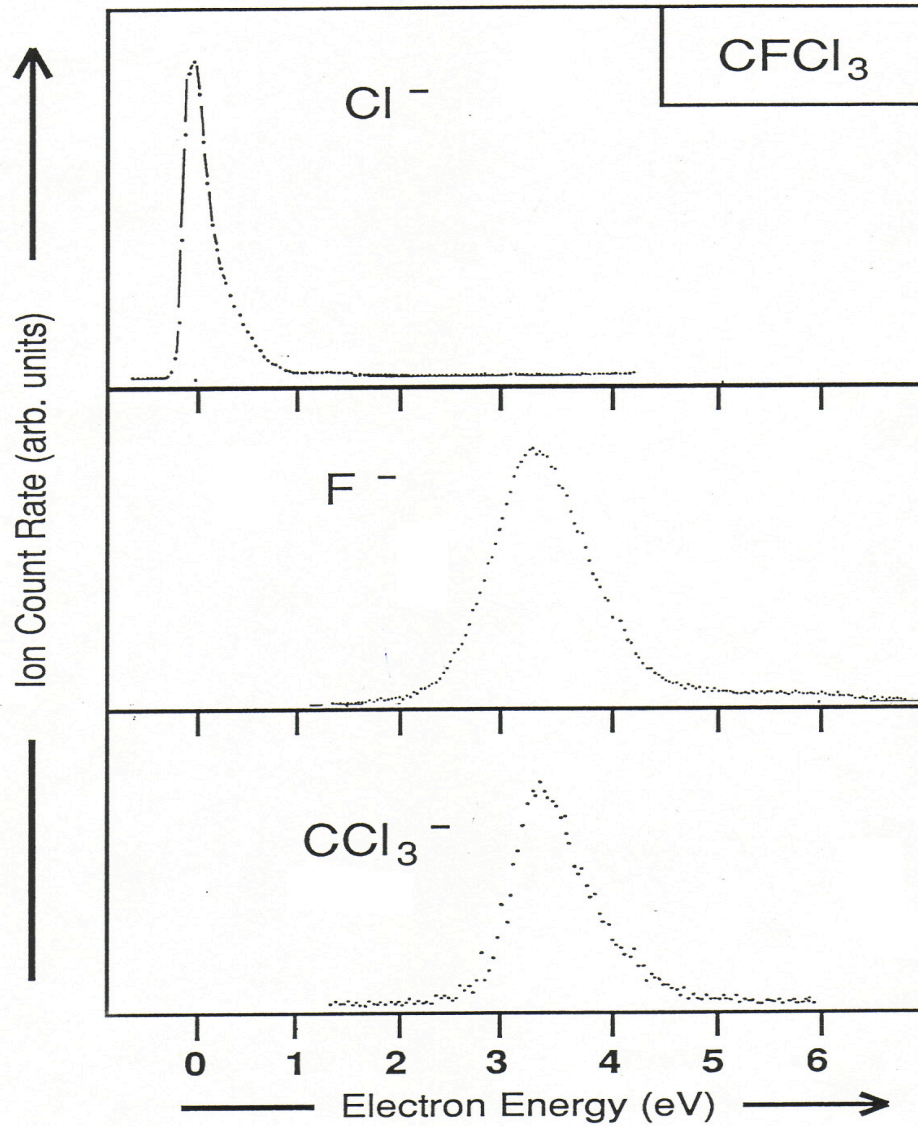 CFCl₃
Cl⁻
F⁻
CCl₃⁻
Ion Count Rate (arb. units)
0 1 2 3 4 5 6
Electron Energy (eV)